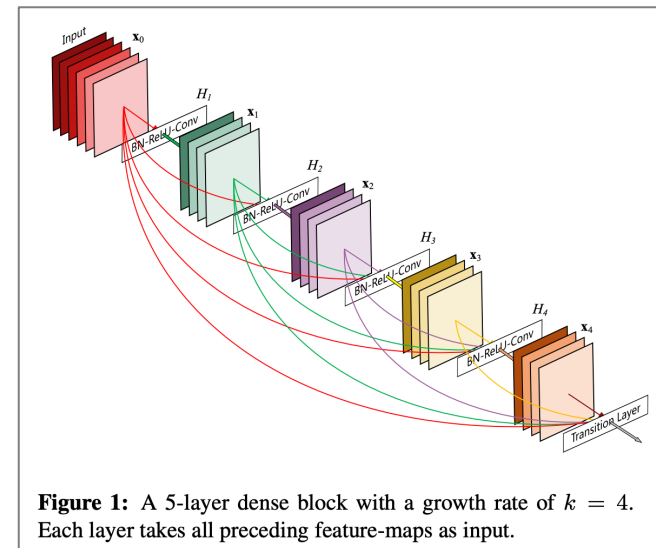 Input
x₀
H₁
BN-ReLU-Conv
x₁
H₂
BN-ReLU-Conv
x₂
H₃
BN-ReLU-Conv
x₃
H₄
BN-ReLU-Conv
x₄
Transition Layer
Figure 1: A 5-layer dense block with a growth rate of k = 4.
Each layer takes all preceding feature-maps as input.